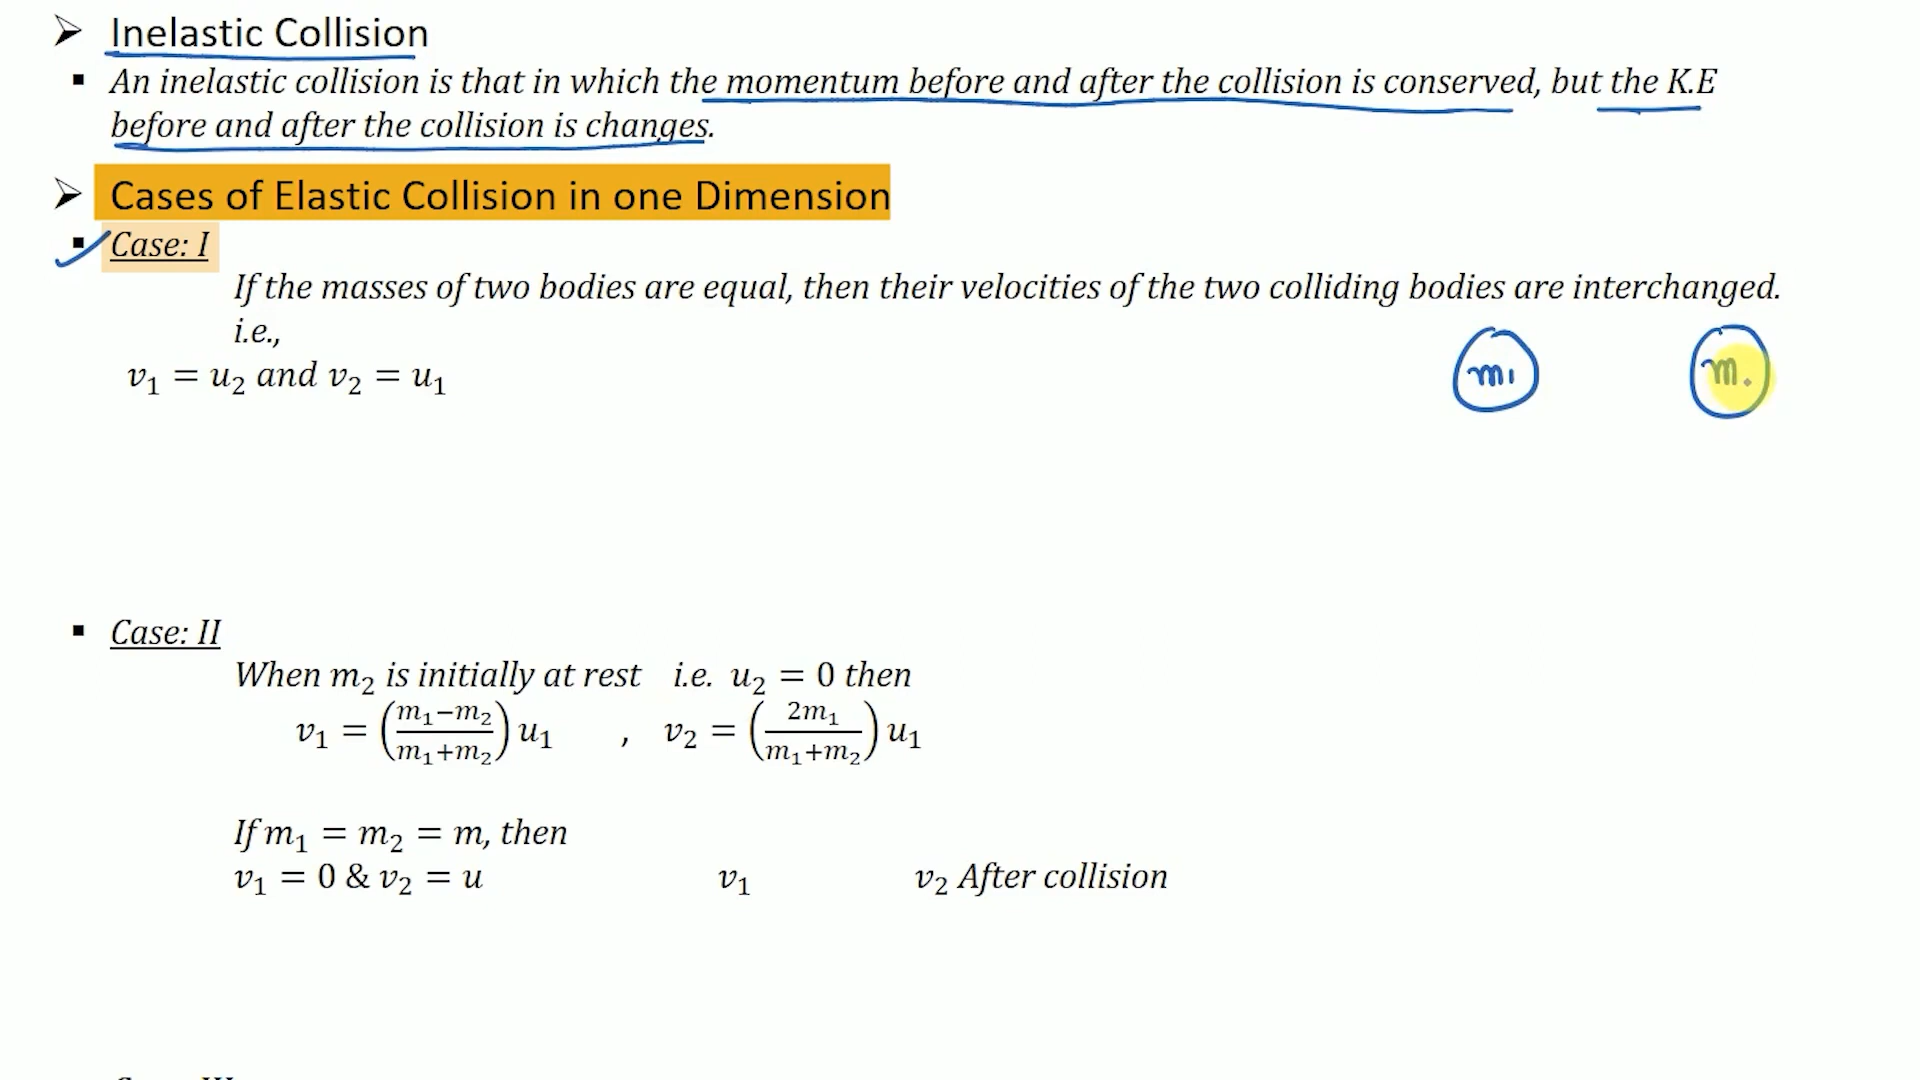 Inelastic Collision
An inelastic collision is that in which the momentum before and after the collision is conserved, but the K.E
before and after the collision is changes.
Cases of Elastic Collision in one Dimension
Case: I
If the masses of two bodies are equal, then their velocities of the two colliding bodies are interchanged.
i.e.,
m₁ m.
v₁ = u₂ and v₂ = u₁
Case: II
When m₂ is initially at rest i.e. u₂ = 0 then
v₁ = ((m₁−m₂)/(m₁+m₂)) u₁ , v₂ = (2m₁/(m₁+m₂)) u₁
If m₁ = m₂ = m, then
v₁ = 0 & v₂ = u v₁ v₂ After collision